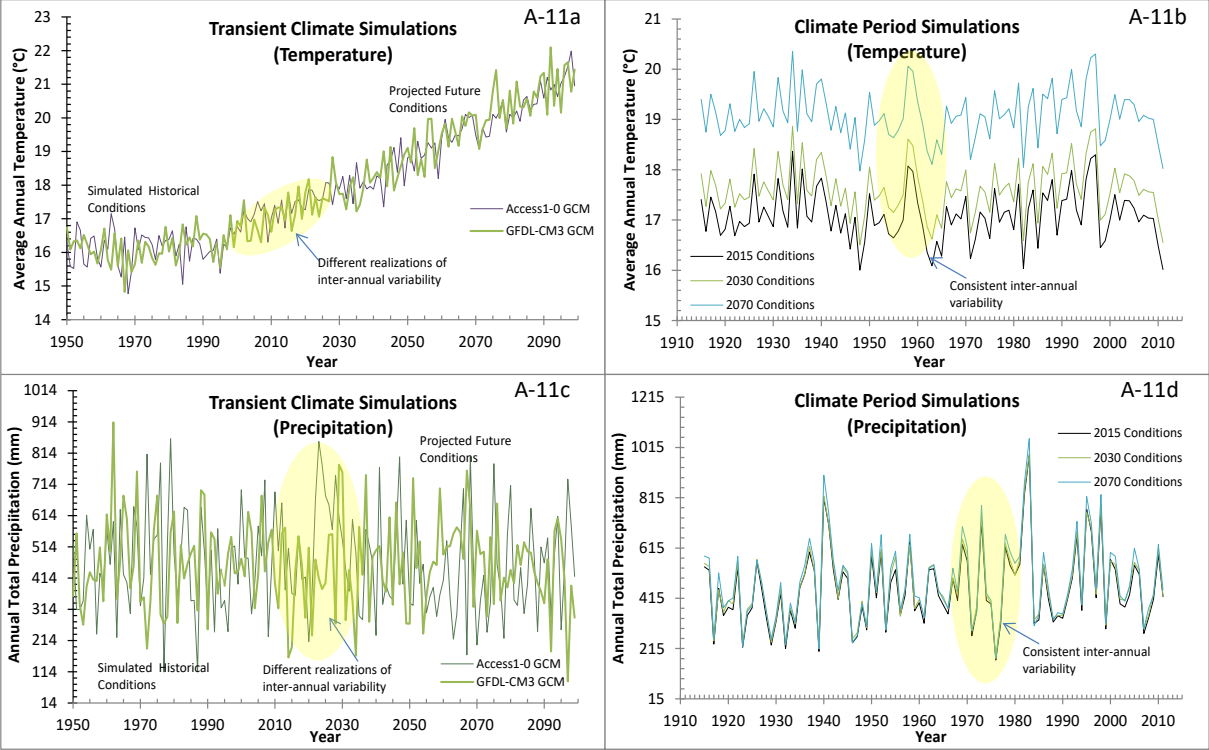 A-11a
Transient Climate Simulations
(Temperature)
23
22
21
20
19
18
17
16
15
14
Average Annual Temperature (°C)
Projected Future
Conditions
Simulated Historical
Conditions
Access1-0 GCM
GFDL-CM3 GCM
Different realizations of
inter-annual variability
1950 1970 1990 2010 2030 2050 2070 2090
Year
A-11b
Climate Period Simulations
(Temperature)
21
20
19
18
17
16
15
Average Annual Temperature (°C)
2015 Conditions
2030 Conditions
2070 Conditions
Consistent inter-annual
variability
1910 1920 1930 1940 1950 1960 1970 1980 1990 2000 2010
Year
A-11c
Transient Climate Simulations
(Precipitation)
1014
914
814
714
614
514
414
314
214
114
14
Annual Total Precipiitation (mm)
Projected Future
Conditions
Simulated Historical
Conditions
Different realizations of
inter-annual variability
Access1-0 GCM
GFDL-CM3 GCM
1950 1970 1990 2010 2030 2050 2070 2090
Year
A-11d
Climate Period Simulations
(Precipitation)
1215
1015
815
615
415
215
15
Annual Total Preicpitation (mm)
2015 Conditions
2030 Conditions
2070 Conditions
Consistent inter-annual
variability
1910 1920 1930 1940 1950 1960 1970 1980 1990 2000 2010
Year